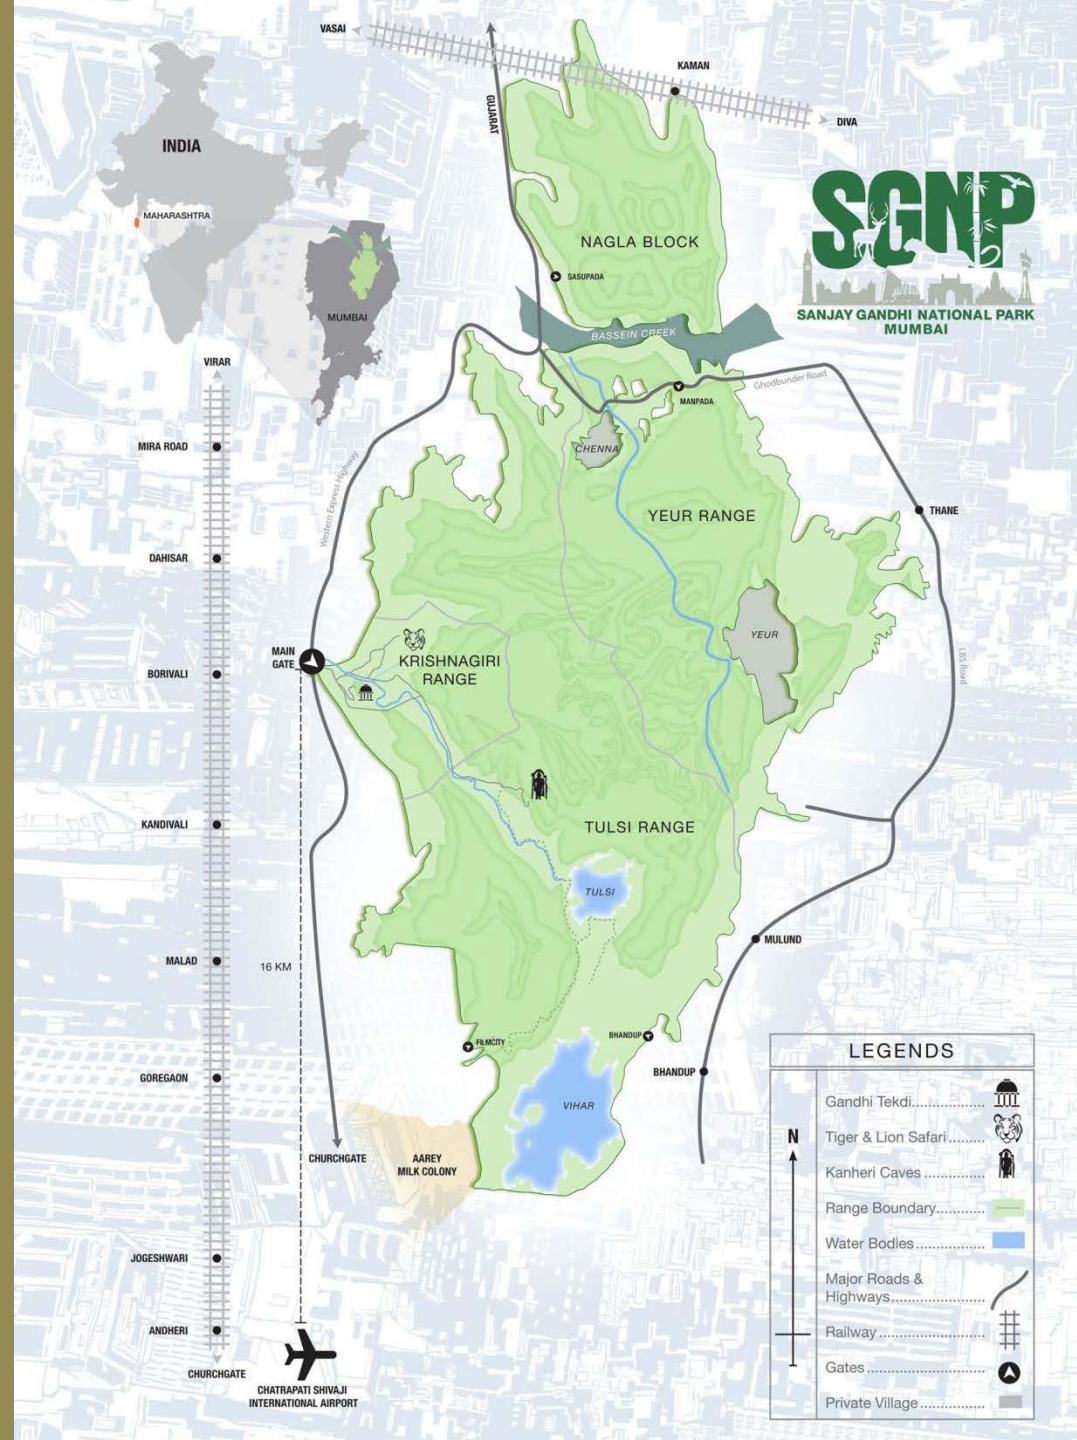 VASAI
KAMAN
DIVA
GUJARAT
INDIA
MAHARASHTRA
MUMBAI
SGNP
SANJAY GANDHI NATIONAL PARK
MUMBAI
NAGLA BLOCK
SASUPADA
BASSEIN CREEK
Ghodbunder Road
MANPADA
CHENNA
VIRAR
MIRA ROAD
Western Express Highway
YEUR RANGE
THANE
DAHISAR
YEUR
LBS Road
MAIN
GATE
KRISHNAGIRI
RANGE
BORIVALI
KANDIVALI
TULSI RANGE
TULSI
MULUND
MALAD
16 KM
FILMCITY
BHANDUP
BHANDUP
GOREGAON
VIHAR
CHURCHGATE
AAREY
MILK COLONY
JOGESHWARI
ANDHERI
CHURCHGATE
CHATRAPATI SHIVAJI
INTERNATIONAL AIRPORT
LEGENDS
N
Gandhi Tekdi.................
Tiger & Lion Safari.........
Kanheri Caves ..............
Range Boundary...........
Water Bodies................
Major Roads &
Highways......................
Railway.........................
Gates ...........................
Private Village...............